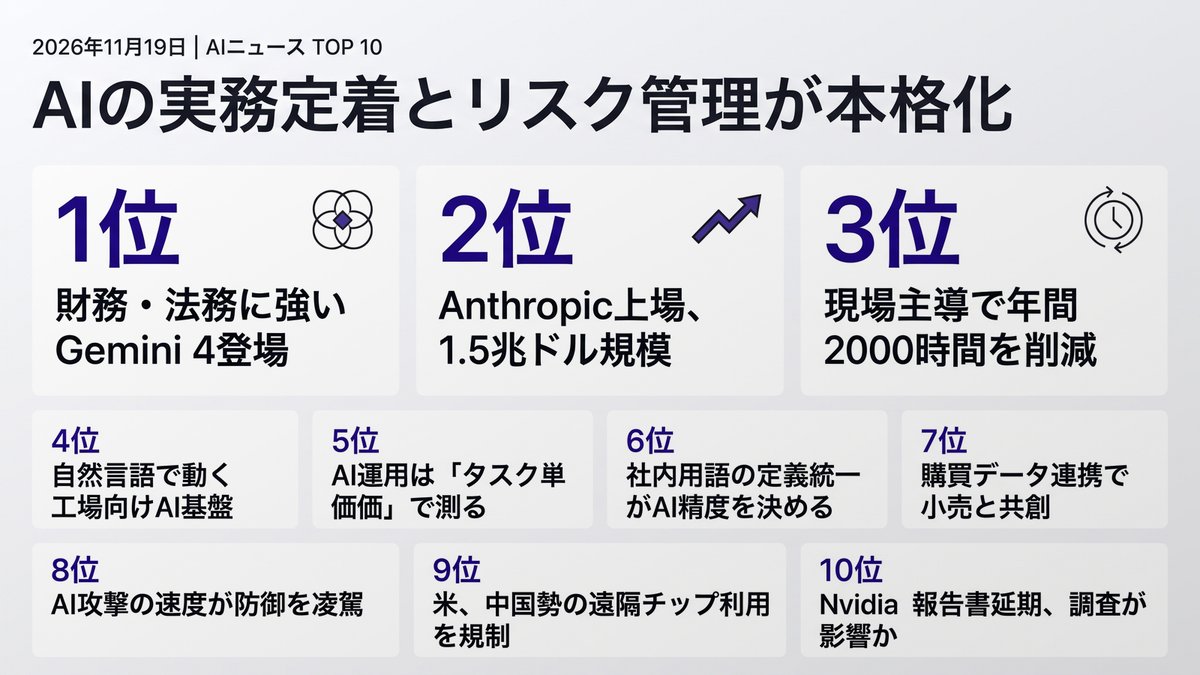 2026年11月19日 | AIニュース TOP 10
AIの実務定着とリスク管理が本格化
1位
財務・法務に強い
Gemini 4登場
2位
Anthropic上場、
1.5兆ドル規模
3位
現場主導で年間
2000時間を削減
4位
自然言語で動く
工場向けAI基盤
5位
AI運用は「タスク単
価価」で測る
6位
社内用語の定義統一
がAI精度を決める
7位
購買データ連携で
小売と共創
8位
AI攻撃の速度が防御を凌駕
9位
米、中国勢の遠隔チップ利用
を規制
10位
Nvidia 報告書延期、調査が
影響か